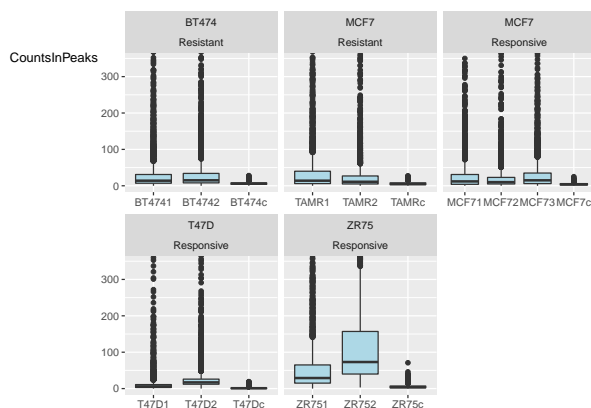 BT474 MCF7 MCF7
Resistant Resistant Responsive
CountsInPeaks
300
200
100
0
BT4741 BT4742 BT474c TAMR1 TAMR2 TAMRc MCF71 MCF72 MCF73 MCF7c
T47D ZR75
Responsive Responsive
300
200
100
0
T47D1 T47D2 T47Dc ZR751 ZR752 ZR75c